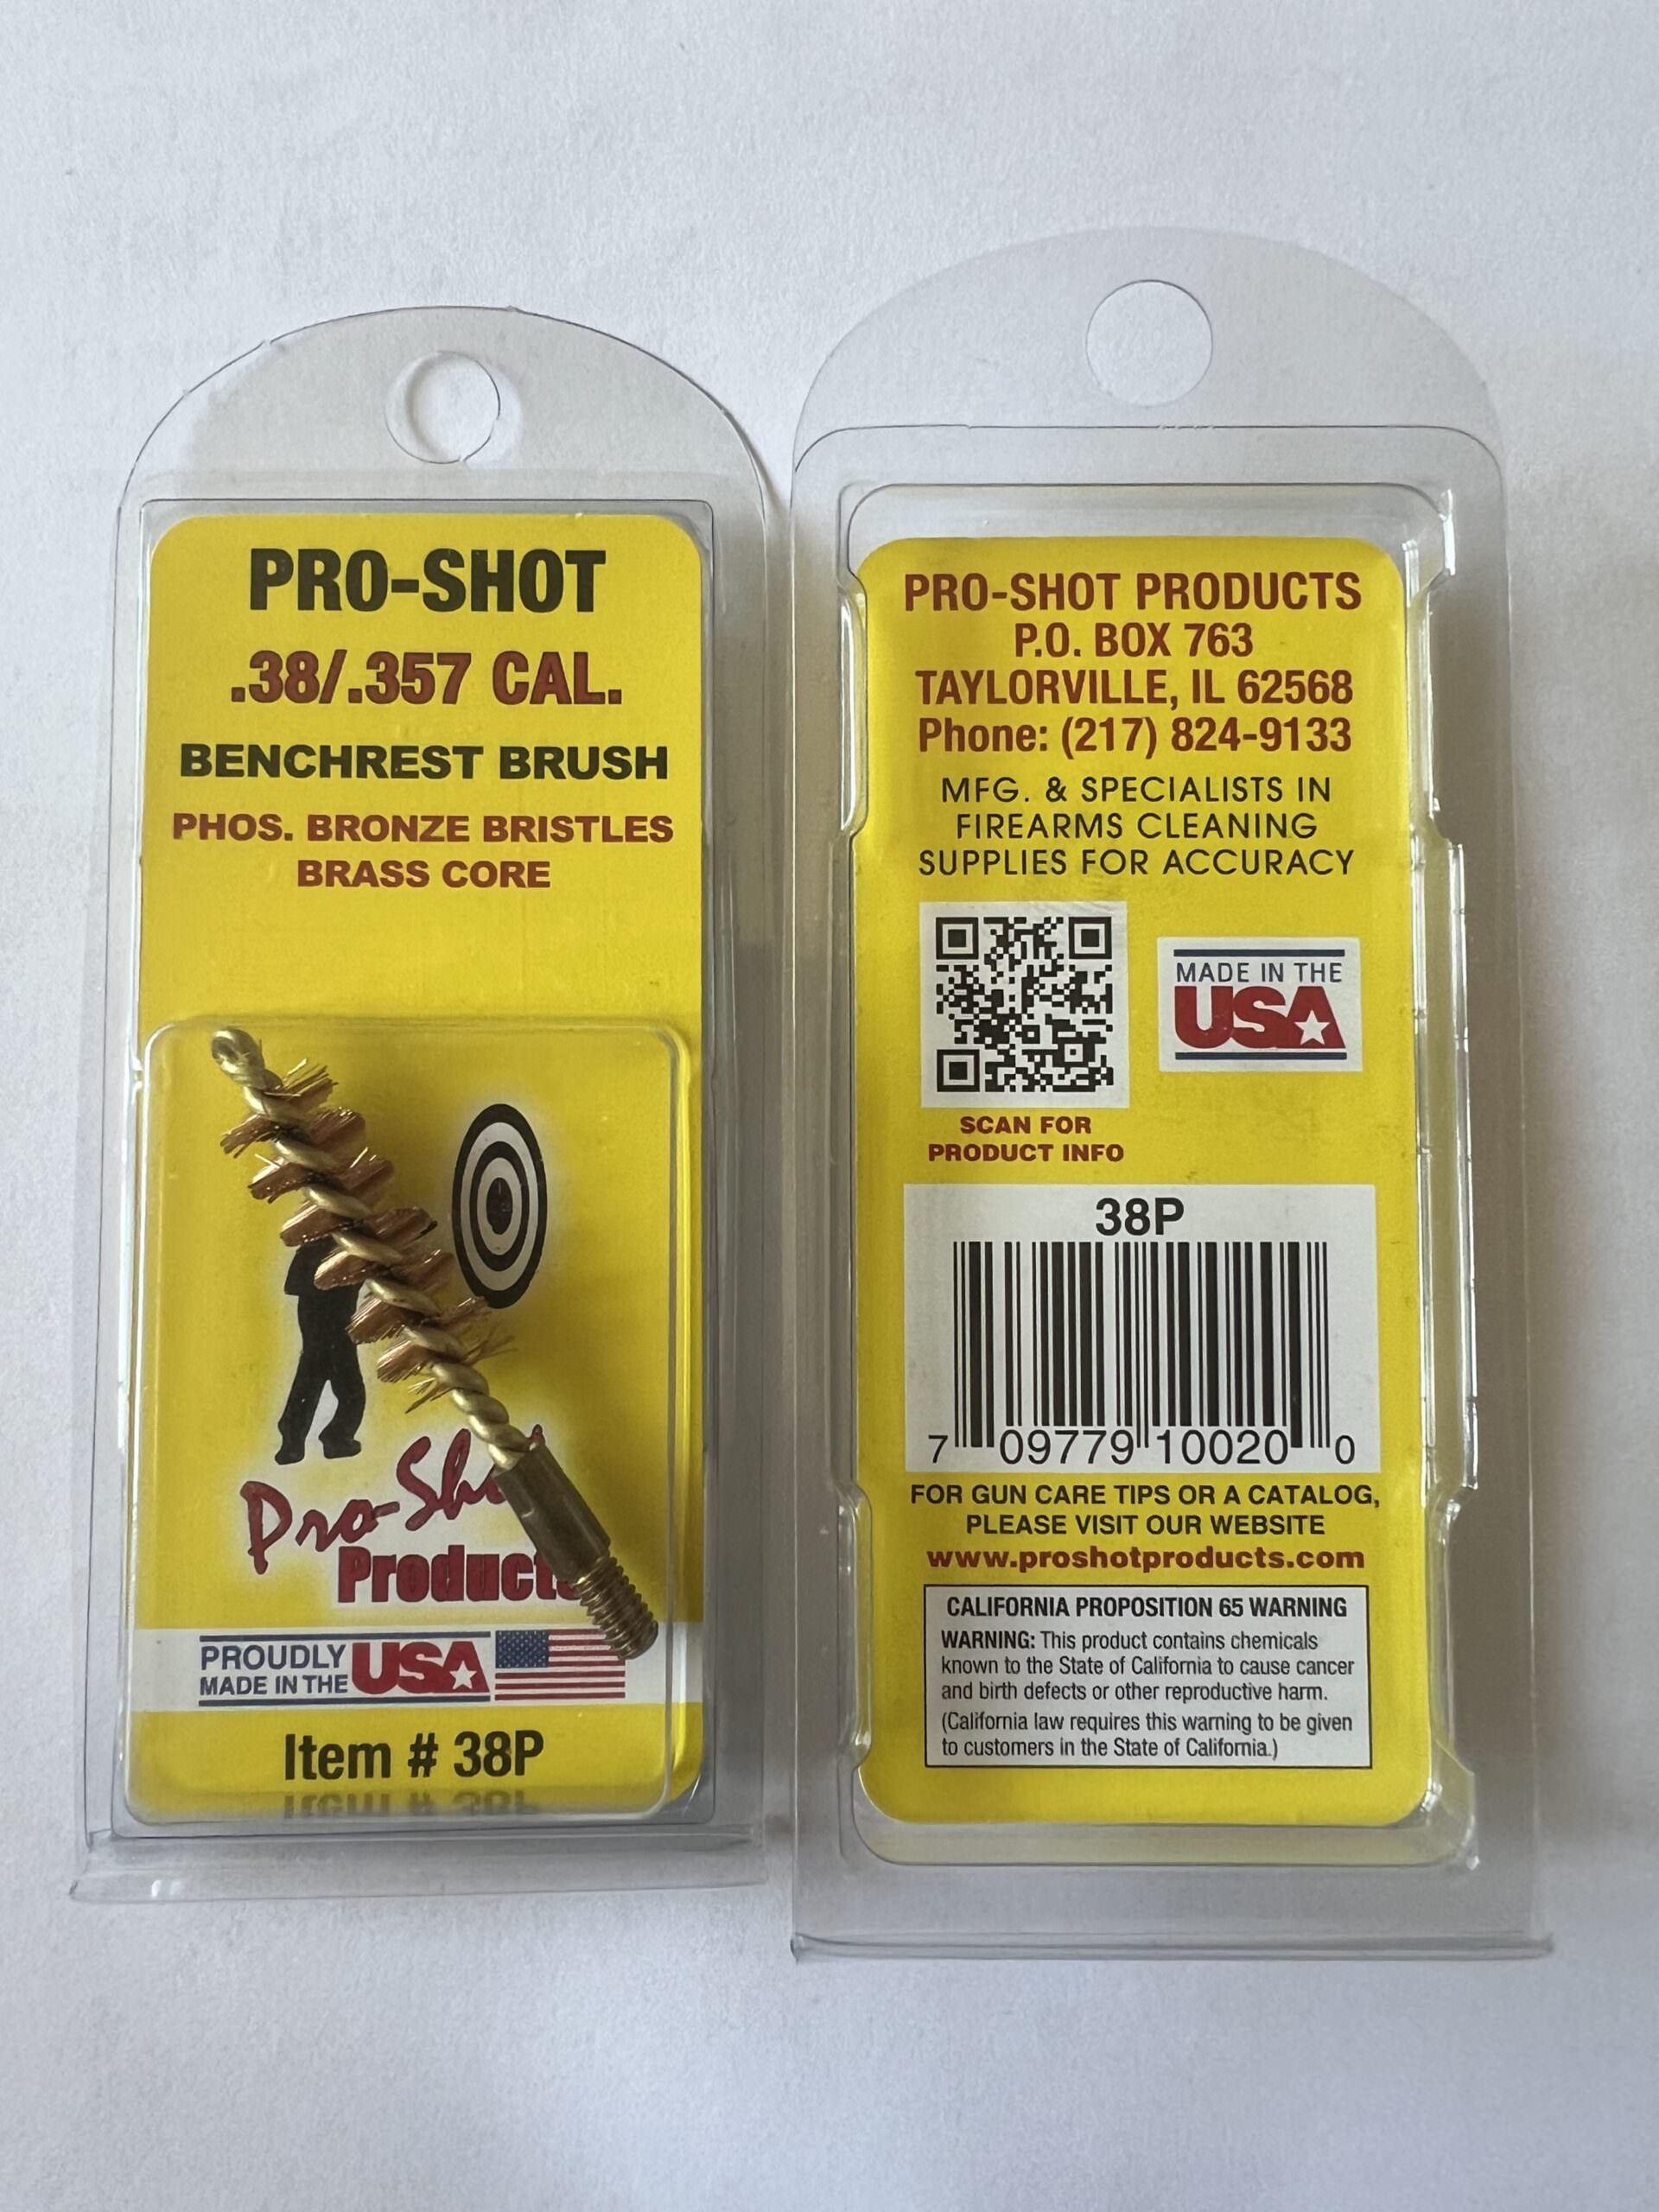 PRO-SHOT
.38/.357 CAL.
BENCHREST BRUSH
PHOS. BRONZE BRISTLES
BRASS CORE
Pro-Sh
Product
PROUDLY
MADE IN THE
USA
Item # 38P
PRO-SHOT PRODUCTS
P.O. BOX 763
TAYLORVILLE, IL 62568
Phone: (217) 824-9133
MFG. & SPECIALISTS IN
FIREARMS CLEANING
SUPPLIES FOR ACCURACY
MADE IN THE
USA
SCAN FOR
PRODUCT INFO
38P
7 09779 10020 0
FOR GUN CARE TIPS OR A CATALOG,
PLEASE VISIT OUR WEBSITE
www.proshotproducts.com
CALIFORNIA PROPOSITION 65 WARNING
WARNING: This product contains chemicals
known to the State of California to cause cancer
and birth defects or other reproductive harm.
(California law requires this warning to be given
to customers in the State of California.)